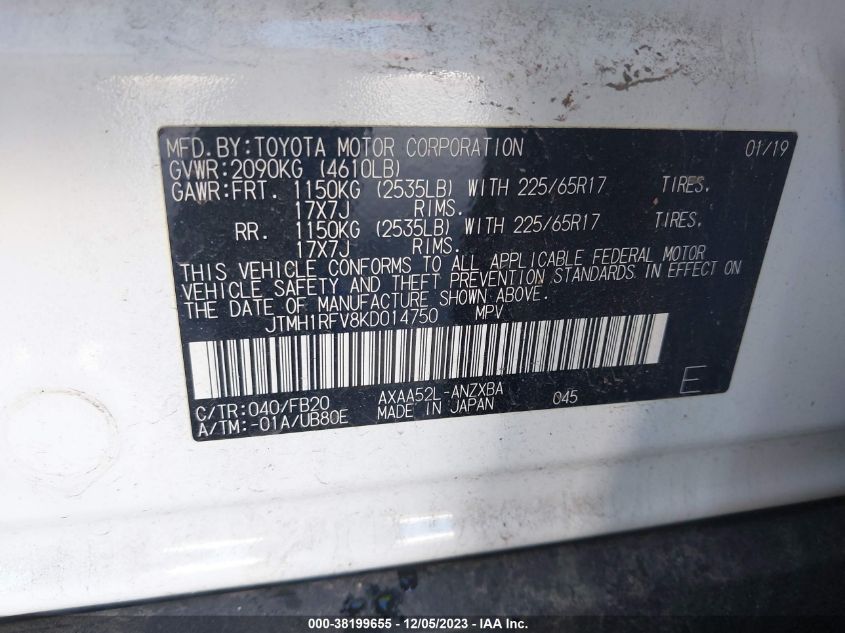 MFD.BY:TOYOTA MOTOR CORPORATION 01/19
GVWR:2090KG (4610LB)
GAWR:FRT. 1150KG (2535LB) WITH 225/65R17 TIRES.
17X7J RIMS.
RR. 1150KG (2535LB) WITH 225/65R17 TIRES.
17X7J RIMS.
THIS VEHICLE CONFORMS TO ALL APPLICABLE FEDERAL MOTOR
VEHICLE SAFETY AND THEFT PREVENTION STANDARDS IN EFFECT ON
THE DATE OF MANUFACTURE SHOWN ABOVE.
JTMH1RFV8KD014750 MPV
C/TR:040/FB20 AXAA52L-ANZXBA 045 E
A/TM:-01A/UB80E MADE IN JAPAN
000-38199655 - 12/05/2023 - © IAA Inc.